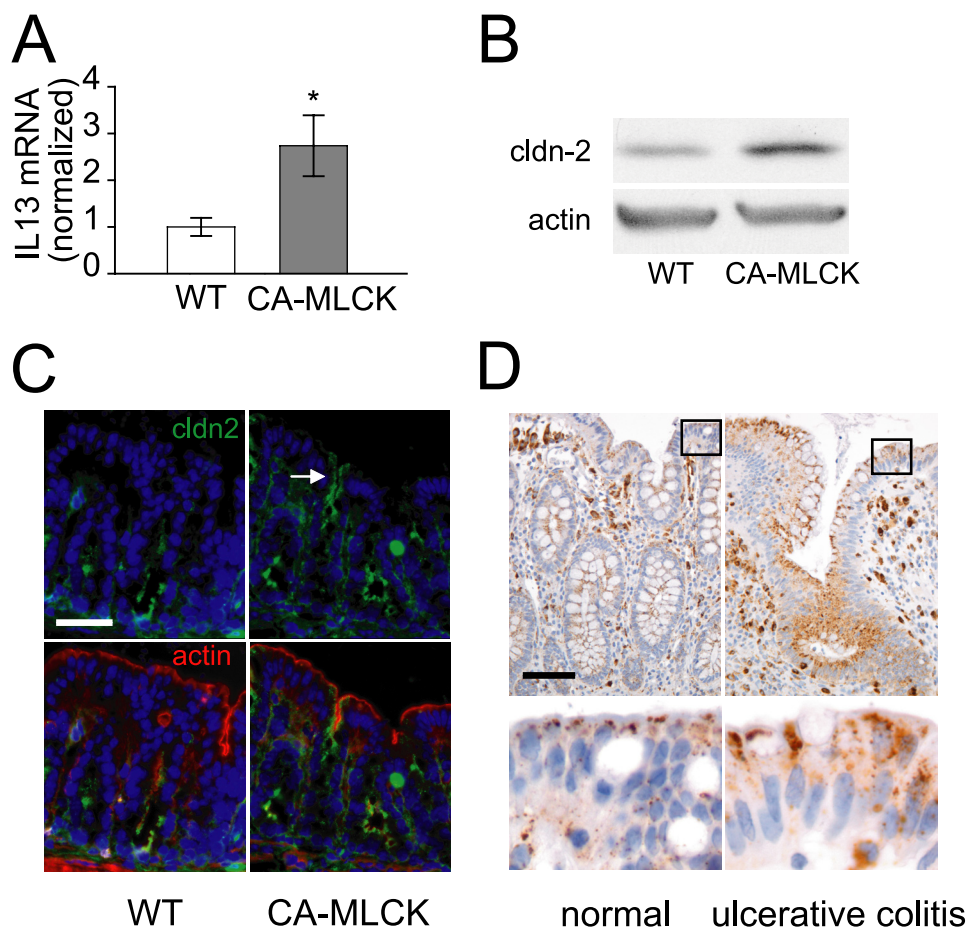 A
IL13 mRNA
(normalized)
4
3
2
1
0
*
WT CA-MLCK
B
cldn-2
actin
WT CA-MLCK
C
cldn2
actin
WT CA-MLCK
D
normal ulcerative colitis